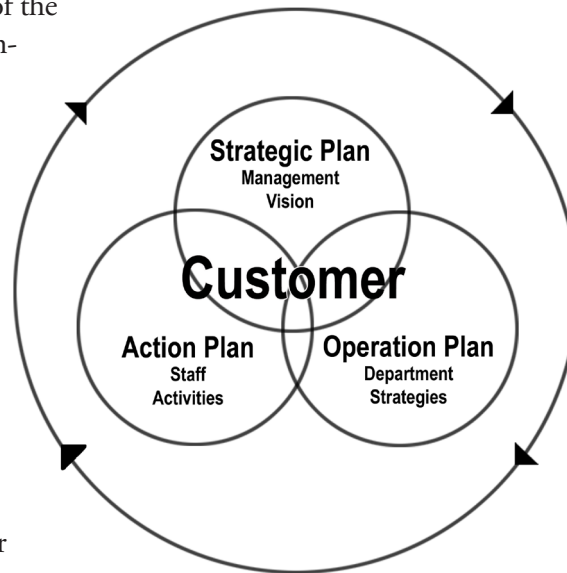 of the
n-
Strategic Plan
Management
Vision
Customer
Action Plan
Staff
Activities
Operation Plan
Department
Strategies
r